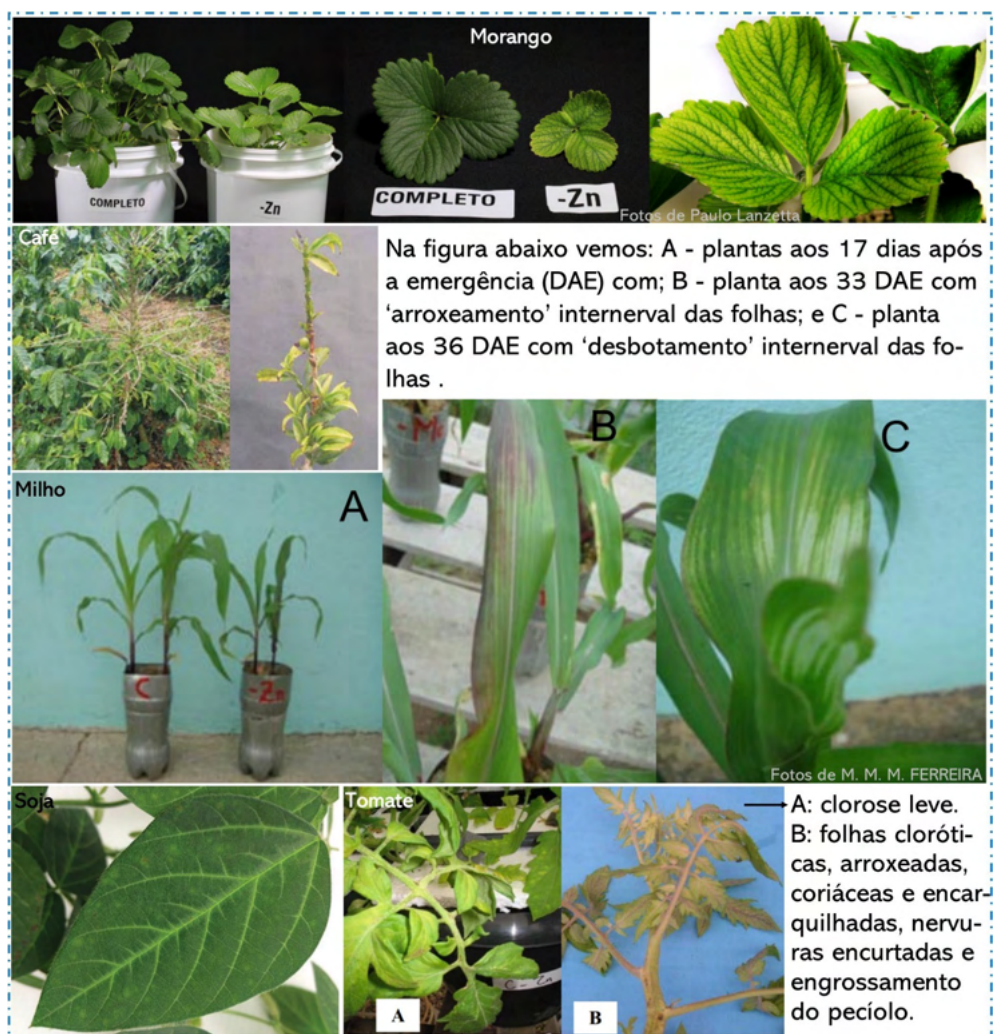 Morango
COMPLETO
-Zn
COMPLETO
-Zn
Fotos de Paulo Lanzetta
Café
Na figura abaixo vemos: A - plantas aos 17 dias após
a emergência (DAE) com; B - planta aos 33 DAE com
‘arroxeamento’ internerval das folhas; e C - planta
aos 36 DAE com ‘desbotamento’ internerval das fo-
lhas .
Milho
A
C
-Zn
B
C
Fotos de M. M. M. FERREIRA
Soja
Tomate
A
B
A: clorose leve.
B: folhas cloróti-
cas, arroxeadas,
coriáceas e encar-
quilhadas, nervu-
ras encurtadas e
engrossamento
do pecíolo.